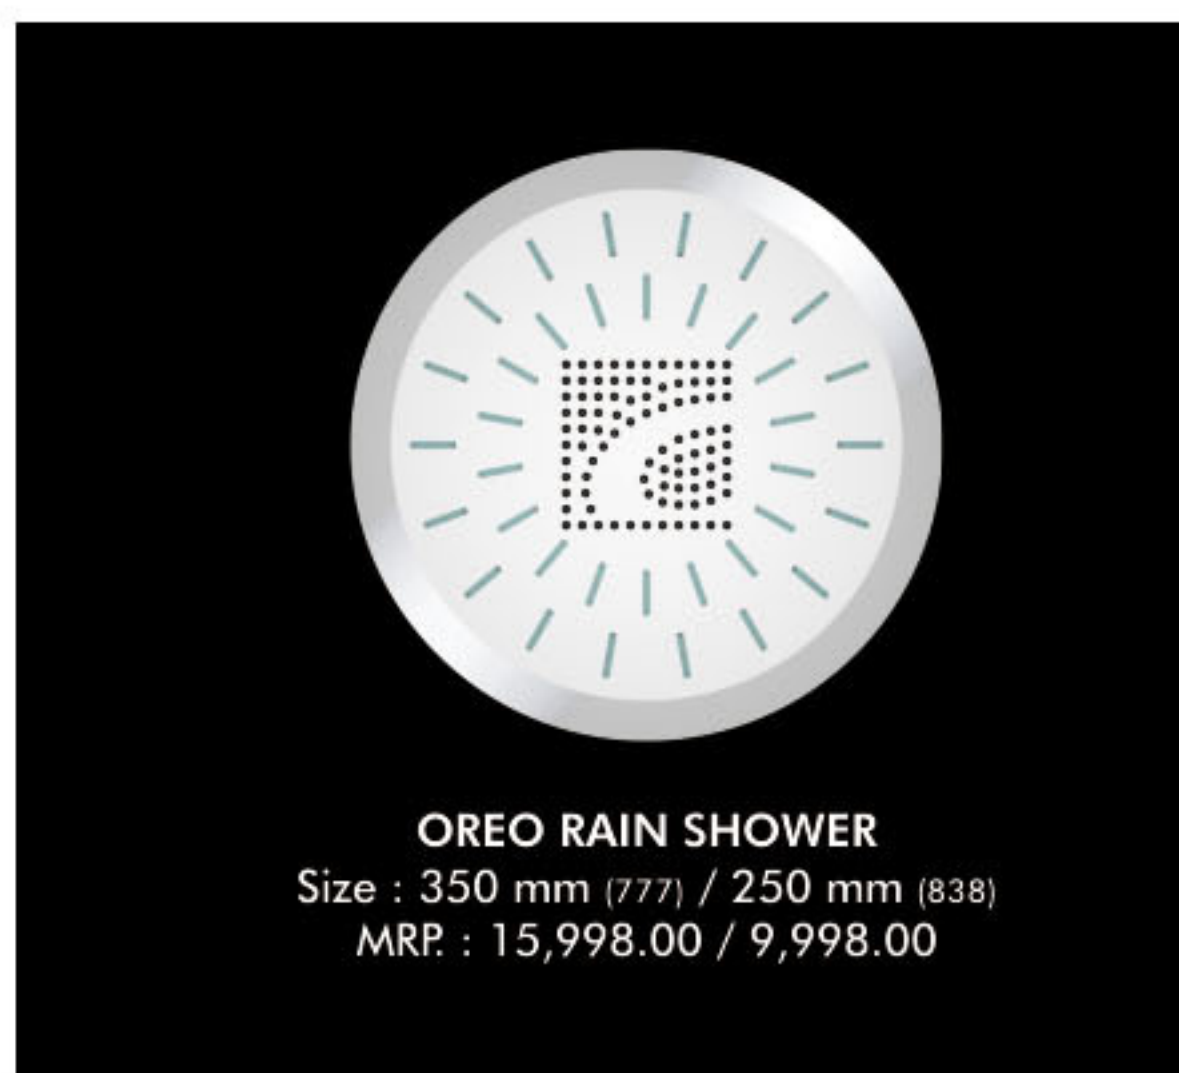 OREO RAIN SHOWER
Size : 350 mm (777) / 250 mm (838)
MRP. : 15,998.00 / 9,998.00